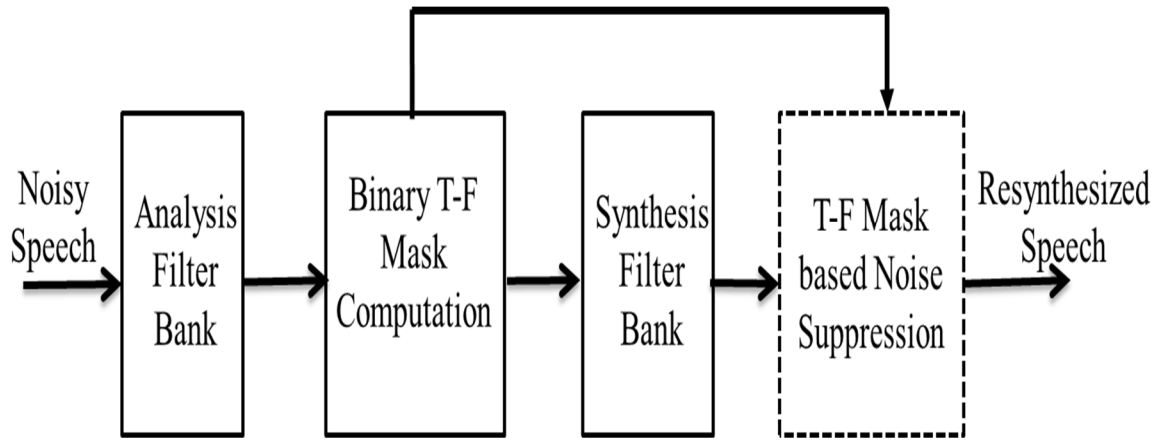 Noisy
Speech
Analysis
Filter
Bank
Binary T-F
Mask
Computation
Synthesis
Filter
Bank
T-F Mask
based Noise
Suppression
Resynthesized
Speech